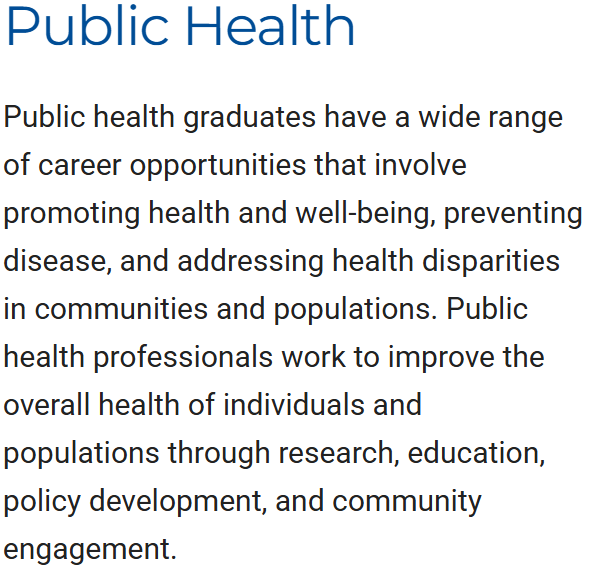 Public Health
Public health graduates have a wide range
of career opportunities that involve
promoting health and well-being, preventing
disease, and addressing health disparities
in communities and populations. Public
health professionals work to improve the
overall health of individuals and
populations through research, education,
policy development, and community
engagement.